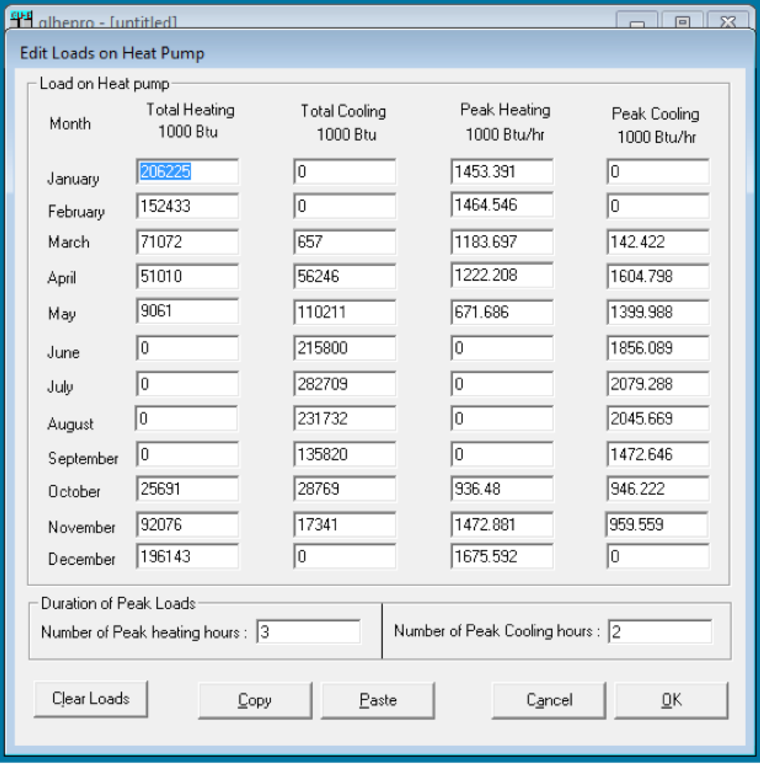 glhepro - [untitled]
Edit Loads on Heat Pump
Load on Heat pump
Month Total Heating 1000 Btu Total Cooling 1000 Btu Peak Heating 1000 Btu/hr Peak Cooling 1000 Btu/hr
January 206225 0 1453.391 0
February 152433 0 1464.546 0
March 71072 657 1183.697 142.422
April 51010 56246 1222.208 1604.798
May 9061 110211 671.686 1399.988
June 0 215800 0 1856.089
July 0 282709 0 2079.288
August 0 231732 0 2045.669
September 0 135820 0 1472.646
October 25691 28769 936.48 946.222
November 92076 17341 1472.881 959.559
December 196143 0 1675.592 0
Duration of Peak Loads
Number of Peak heating hours : 3 Number of Peak Cooling hours : 2
Clear Loads Copy Paste Cancel OK